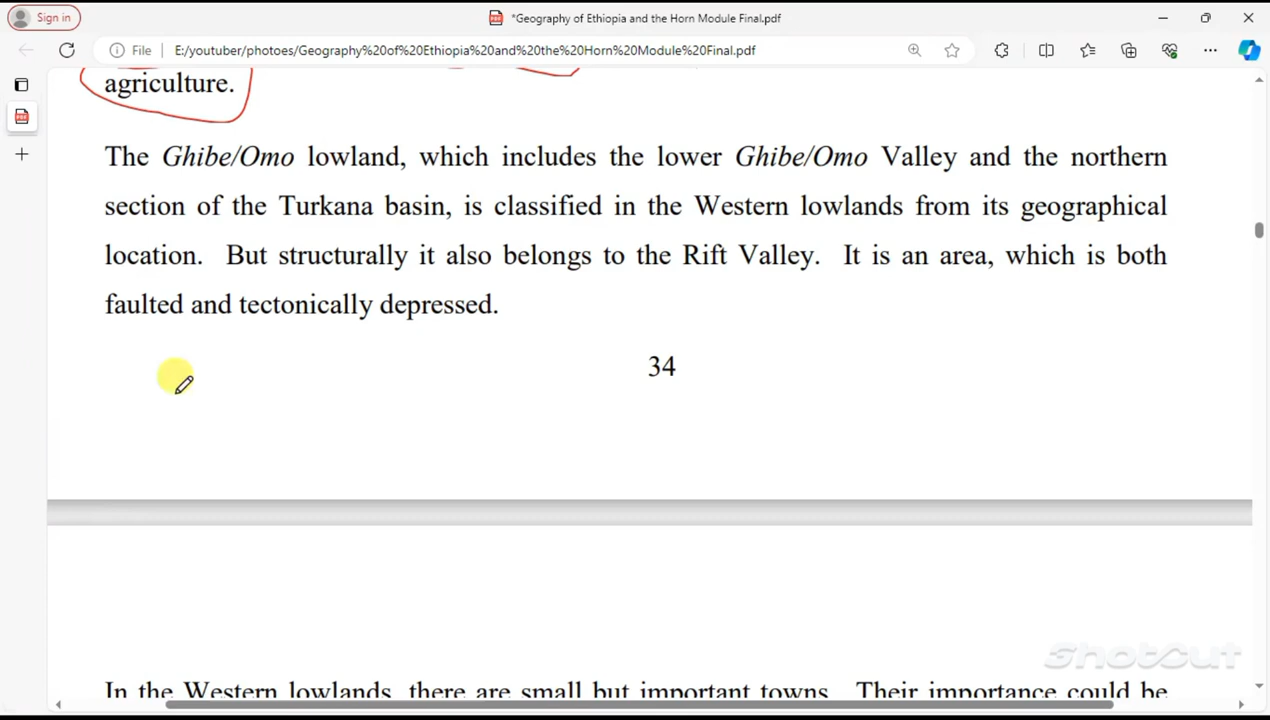 Sign in
*Geography of Ethiopia and the Horn Module Final.pdf
File
E:/youtuber/photoes/Geography%20of%20Ethiopia%20and%20the%20Horn%20Module%20Final.pdf
agriculture.
The Ghibe/Omo lowland, which includes the lower Ghibe/Omo Valley and the northern
section of the Turkana basin, is classified in the Western lowlands from its geographical
location. But structurally it also belongs to the Rift Valley. It is an area, which is both
faulted and tectonically depressed.
34
In the Western lowlands, there are small but important towns. Their importance could be
Shotcut